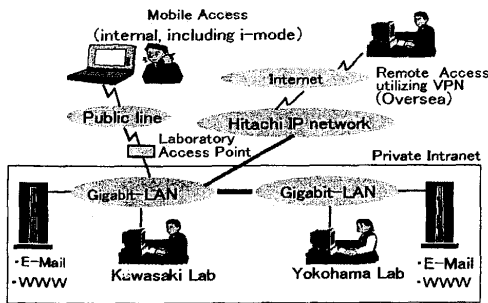 Mobile Access
(internal, including i-mode)
Internet
Remote Access
utilizing VPN
(Oversea)
Public line
Hitachi IP network
Laboratory
Access Point
Private Intranet
Gigabit-LAN
Gigabit-LAN
・E-Mail
・WWW
Kawasaki Lab
Yokohama Lab
・E-Mail
・WWW